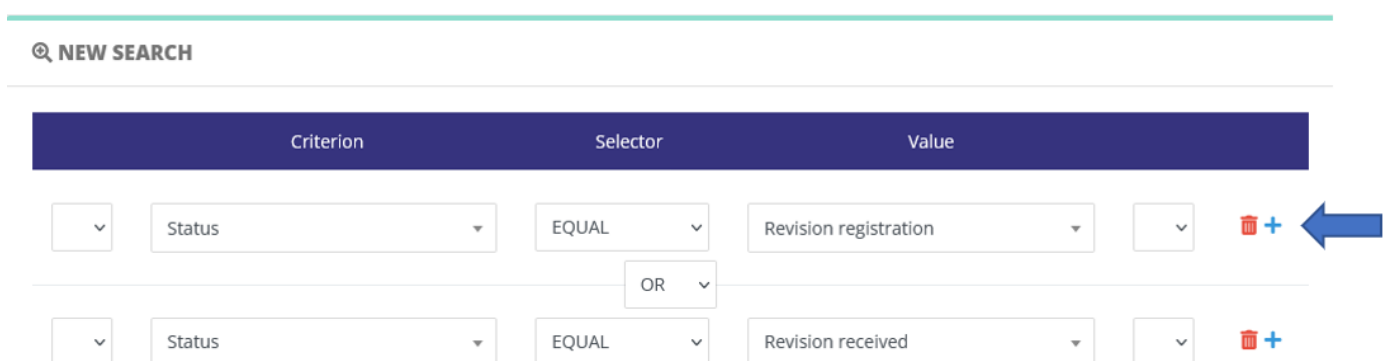 NEW SEARCH
Criterion Selector Value
Status EQUAL Revision registration
OR
Status EQUAL Revision received